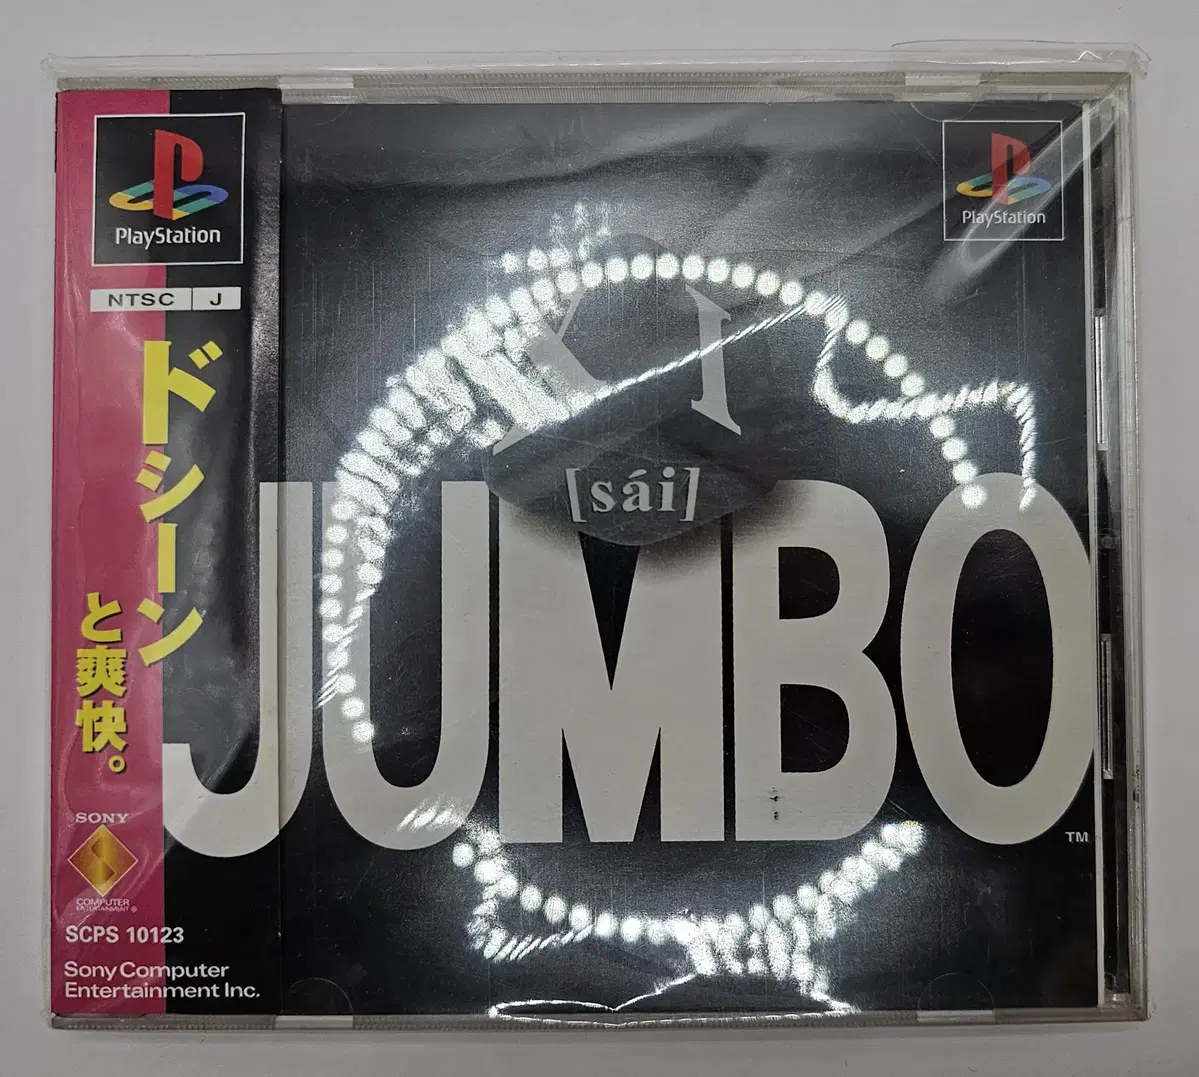 PlayStation
NTSC J
ドシーン
と爽快。
SONY
COMPUTER
ENTERTAINMENT ®
SCPS 10123
Sony Computer
Entertainment Inc.
PlayStation
XI
[sái]
JUMBO
TM